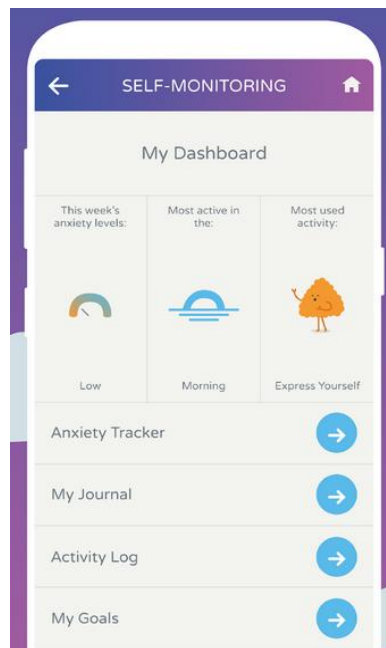 SELF-MONITORING
My Dashboard
This week's
anxiety levels:
Most active in
the:
Most used
activity:
Low
Morning
Express Yourself
Anxiety Tracker
My Journal
Activity Log
My Goals